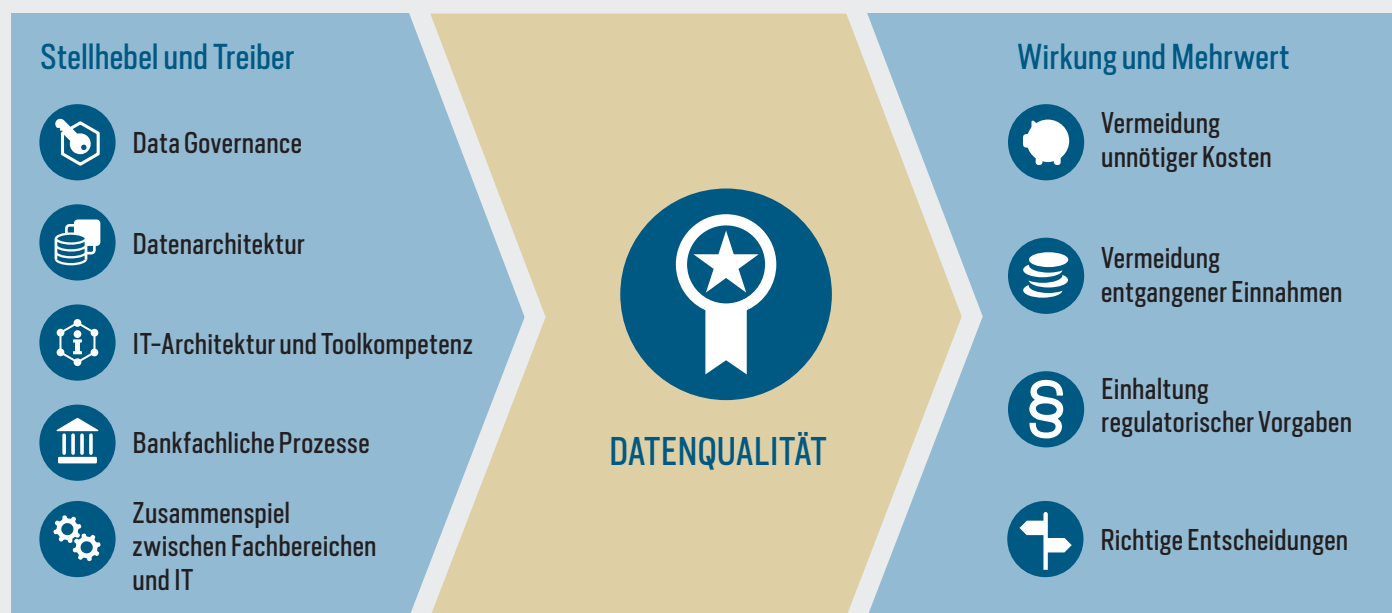 Stellhebel und Treiber
Data Governance
Datenarchitektur
IT-Architektur und Toolkompetenz
Bankfachliche Prozesse
Zusammenspiel
zwischen Fachbereichen
und IT
DATENQUALITÄT
Wirkung und Mehrwert
Vermeidung
unnötiger Kosten
Vermeidung
entgangener Einnahmen
§
Einhaltung
regulatorischer Vorgaben
Richtige Entscheidungen